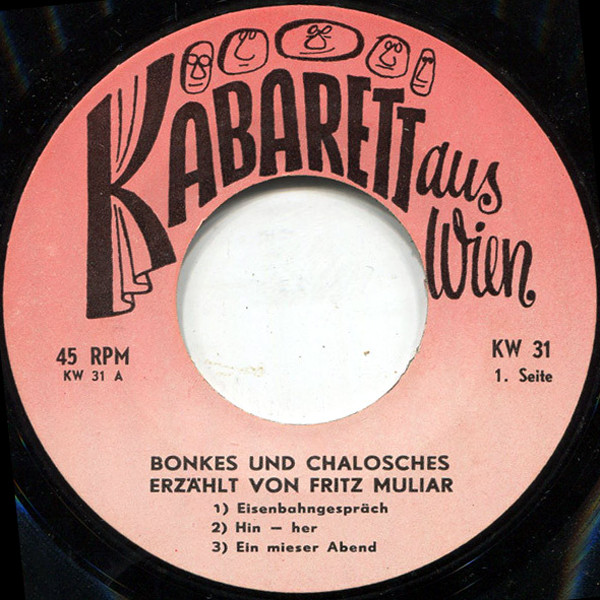 KABARETT aus
Wien
45 RPM
KW 31 A
KW 31
1. Seite
BONKES UND CHALOSCHES
ERZÄHLT VON FRITZ MULIAR
1) Eisenbahngespräch
2) Hin – her
3) Ein mieser Abend